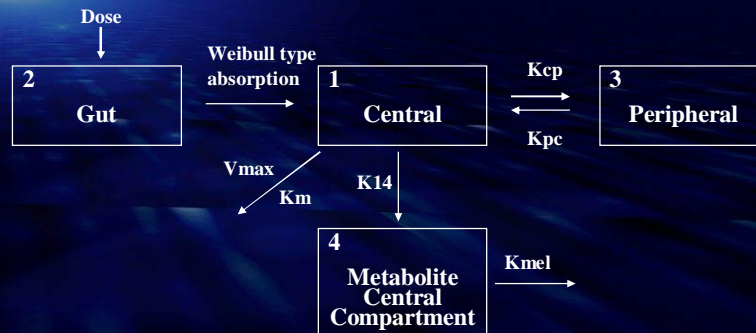 Dose
2
Gut
Weibull type
absorption
1
Central
Kcp
Kpc
3
Peripheral
Vmax
Km
K14
4
Metabolite
Central
Compartment
Kmel